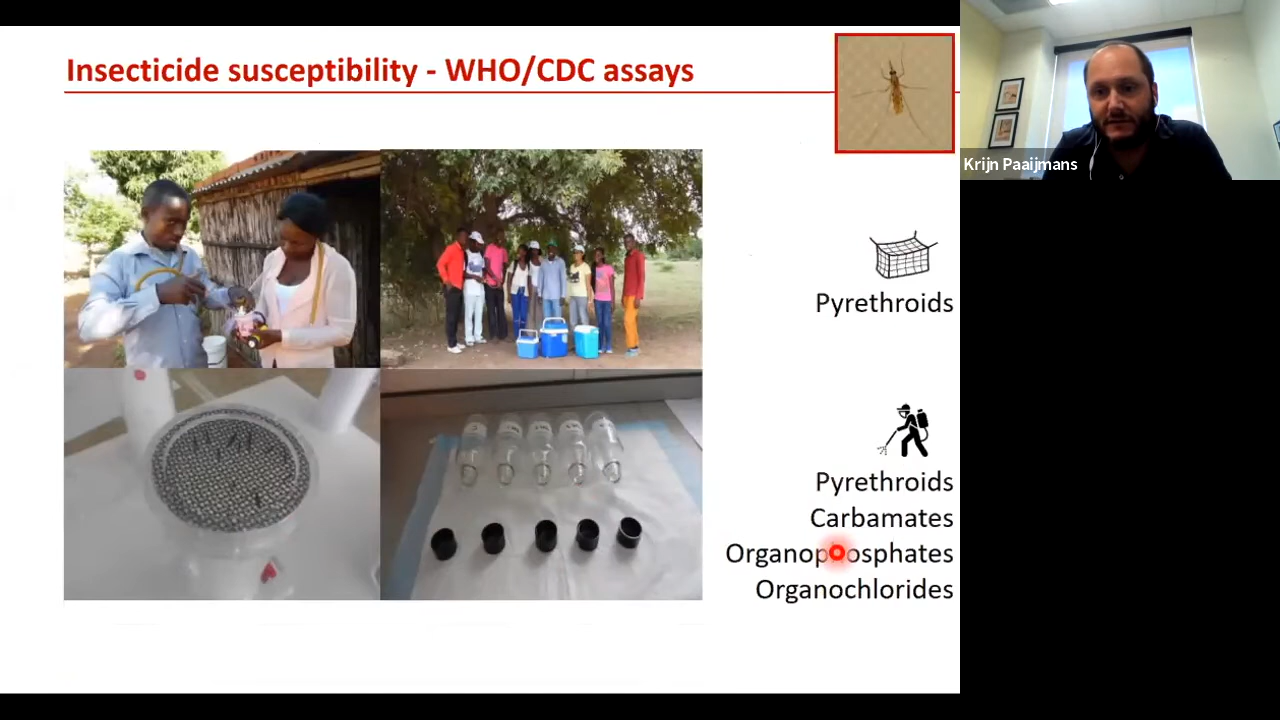 Insecticide susceptibility - WHO/CDC assays
Krijn Paaijmans
Pyrethroids
Pyrethroids
Carbamates
Organophosphates
Organochlorides